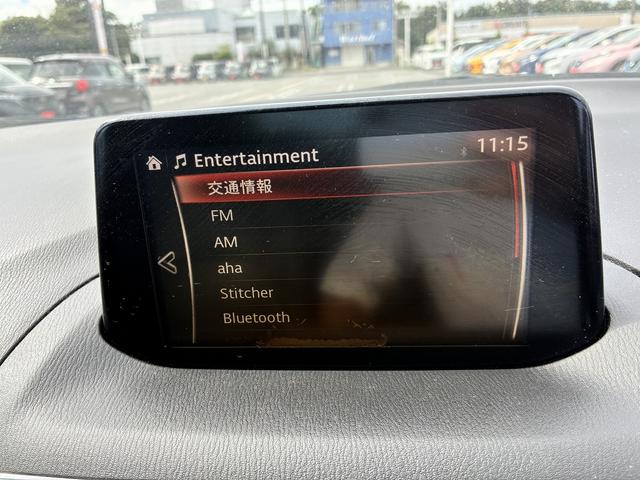 Entertainment
11:15
交通情報
FM
AM
aha
Stitcher
Bluetooth